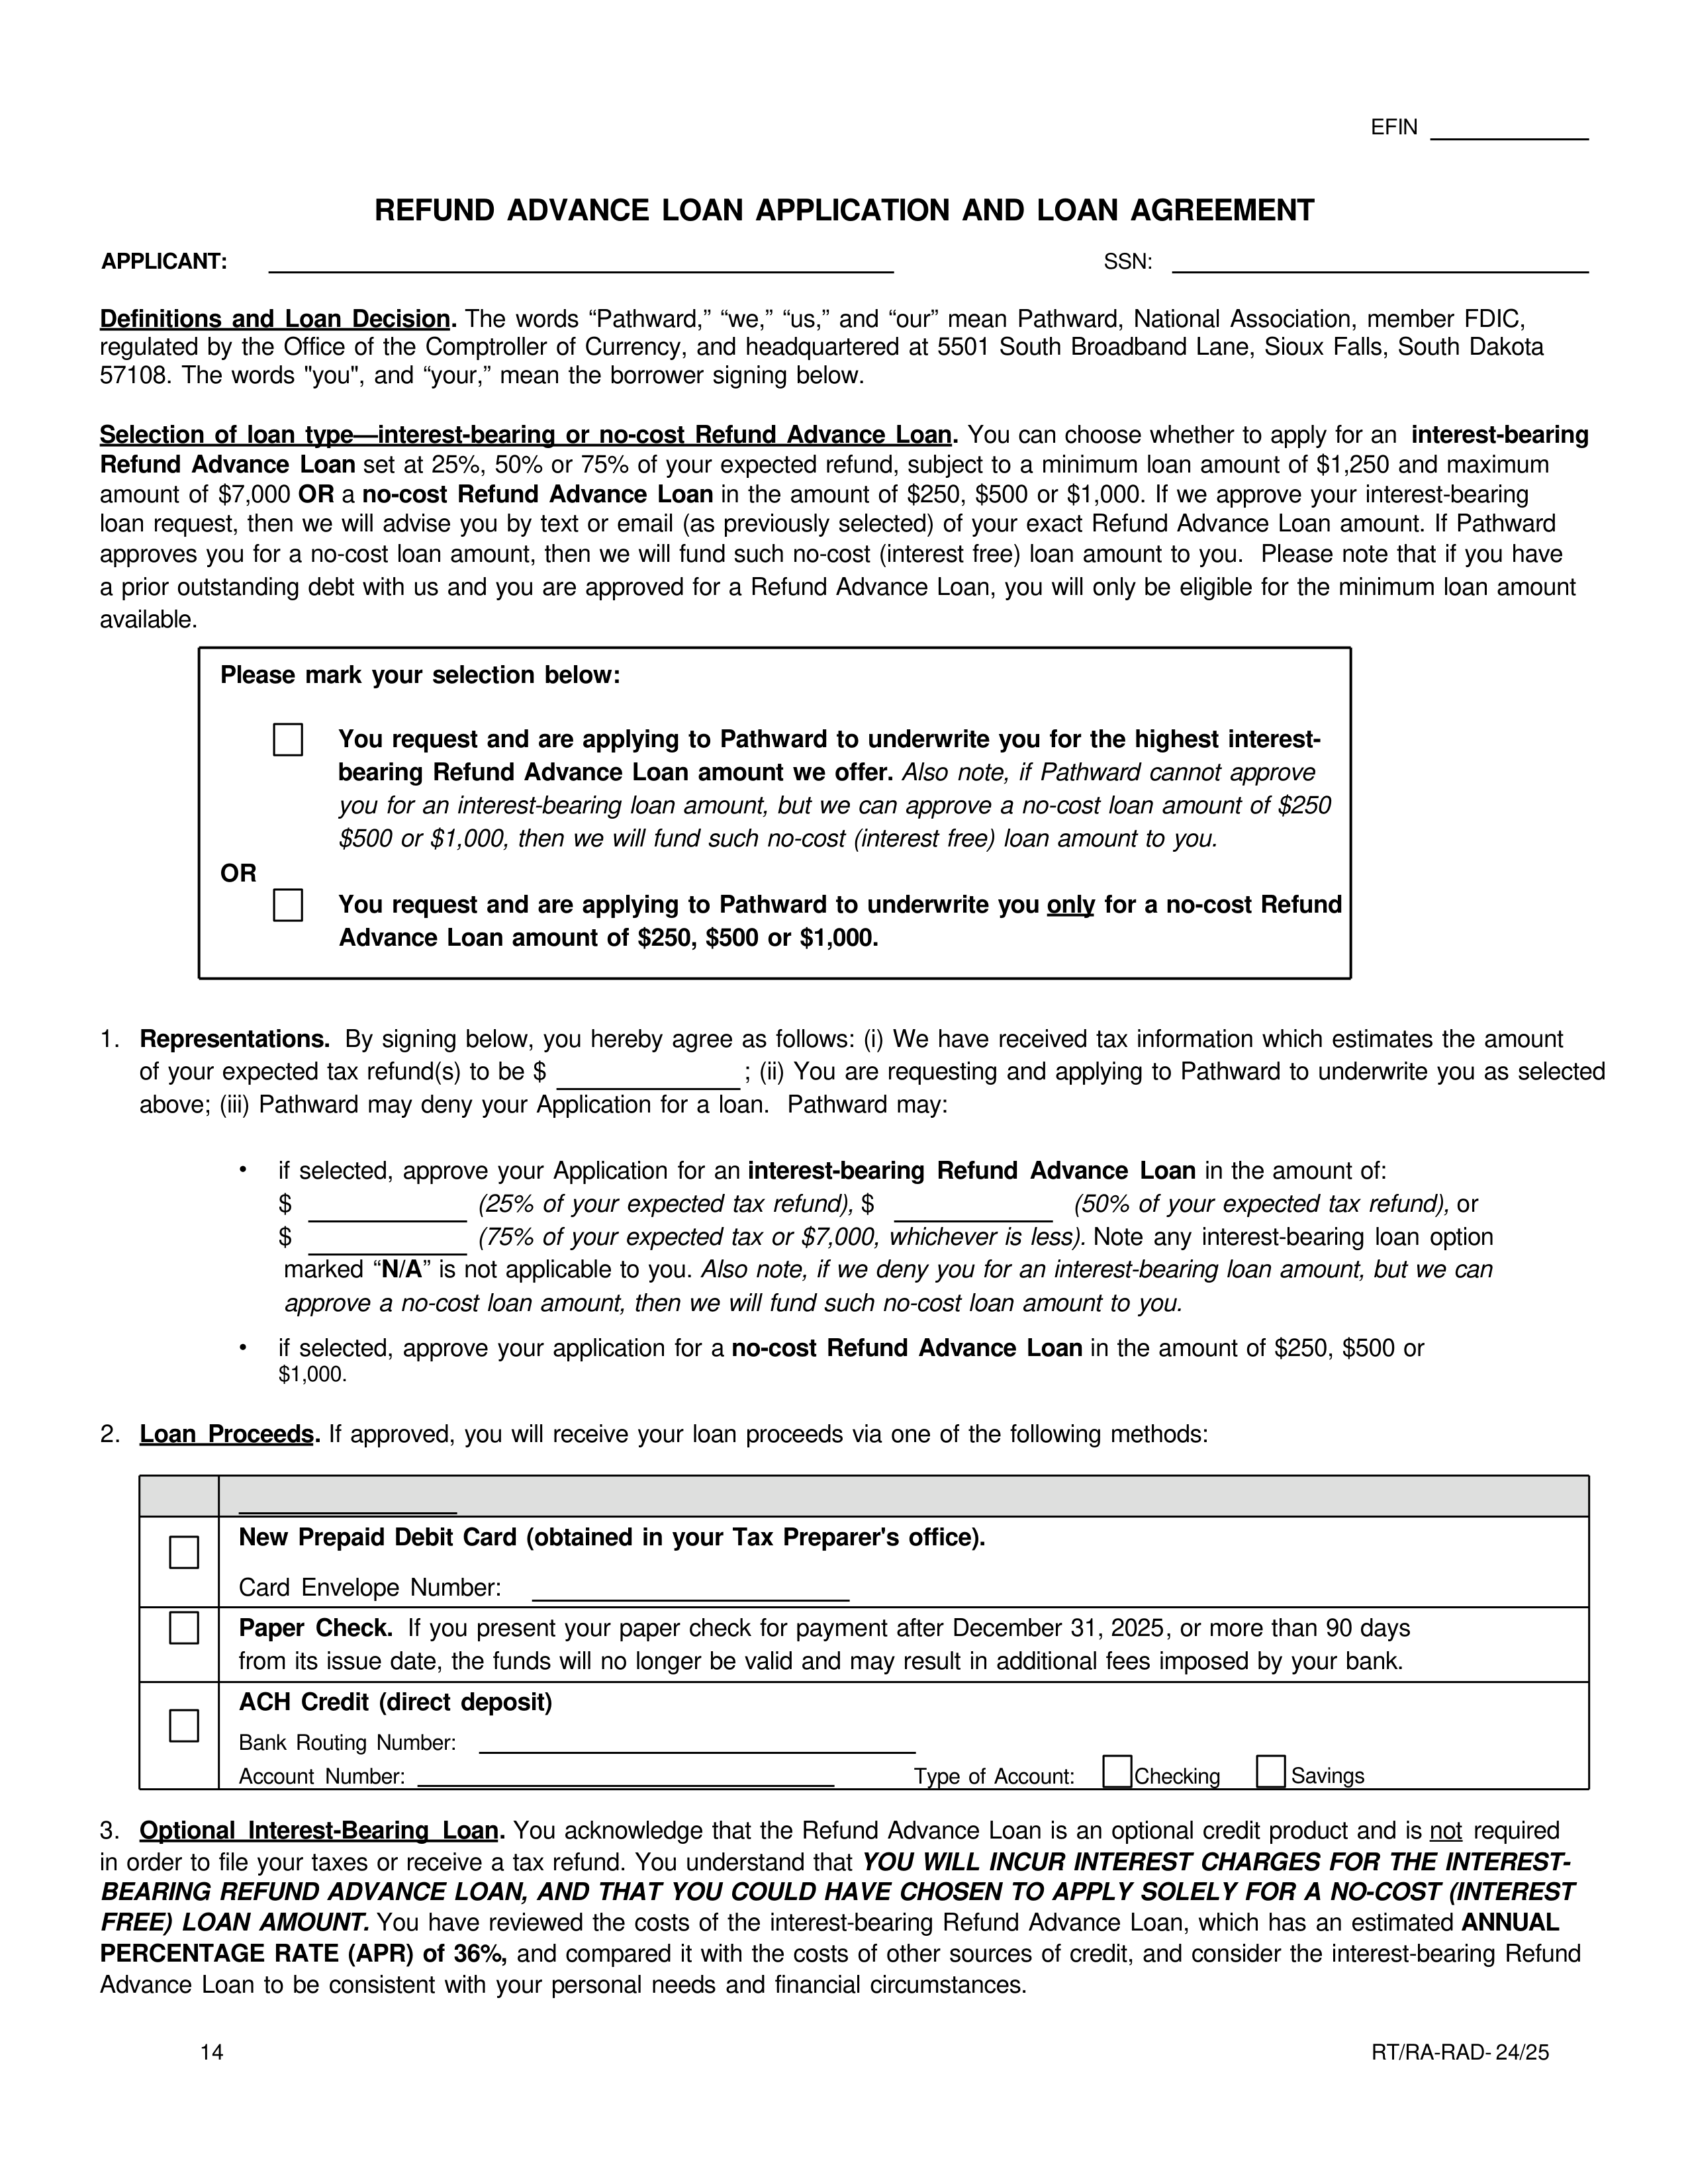 EFIN
REFUND ADVANCE LOAN APPLICATION AND LOAN AGREEMENT
APPLICANT: SSN:
Definitions and Loan Decision. The words “Pathward,” “we,” “us,” and “our” mean Pathward, National Association, member FDIC,
regulated by the Office of the Comptroller of Currency, and headquartered at 5501 South Broadband Lane, Sioux Falls, South Dakota
57108. The words "you", and “your,” mean the borrower signing below.
Selection of loan type—interest-bearing or no-cost Refund Advance Loan. You can choose whether to apply for an interest-bearing
Refund Advance Loan set at 25%, 50% or 75% of your expected refund, subject to a minimum loan amount of $1,250 and maximum
amount of $7,000 OR a no-cost Refund Advance Loan in the amount of $250, $500 or $1,000. If we approve your interest-bearing
loan request, then we will advise you by text or email (as previously selected) of your exact Refund Advance Loan amount. If Pathward
approves you for a no-cost loan amount, then we will fund such no-cost (interest free) loan amount to you. Please note that if you have
a prior outstanding debt with us and you are approved for a Refund Advance Loan, you will only be eligible for the minimum loan amount
available.
Please mark your selection below:
You request and are applying to Pathward to underwrite you for the highest interest-
bearing Refund Advance Loan amount we offer. Also note, if Pathward cannot approve
you for an interest-bearing loan amount, but we can approve a no-cost loan amount of $250
$500 or $1,000, then we will fund such no-cost (interest free) loan amount to you.
OR
You request and are applying to Pathward to underwrite you only for a no-cost Refund
Advance Loan amount of $250, $500 or $1,000.
1. Representations. By signing below, you hereby agree as follows: (i) We have received tax information which estimates the amount
of your expected tax refund(s) to be $ ; (ii) You are requesting and applying to Pathward to underwrite you as selected
above; (iii) Pathward may deny your Application for a loan. Pathward may:
• if selected, approve your Application for an interest-bearing Refund Advance Loan in the amount of:
$ (25% of your expected tax refund), $ (50% of your expected tax refund), or
$ (75% of your expected tax or $7,000, whichever is less). Note any interest-bearing loan option
marked “N/A” is not applicable to you. Also note, if we deny you for an interest-bearing loan amount, but we can
approve a no-cost loan amount, then we will fund such no-cost loan amount to you.
• if selected, approve your application for a no-cost Refund Advance Loan in the amount of $250, $500 or
$1,000.
2. Loan Proceeds. If approved, you will receive your loan proceeds via one of the following methods:
New Prepaid Debit Card (obtained in your Tax Preparer's office).
Card Envelope Number:
Paper Check. If you present your paper check for payment after December 31, 2025, or more than 90 days
from its issue date, the funds will no longer be valid and may result in additional fees imposed by your bank.
ACH Credit (direct deposit)
Bank Routing Number:
Account Number: Type of Account: Checking Savings
3. Optional Interest-Bearing Loan. You acknowledge that the Refund Advance Loan is an optional credit product and is not required
in order to file your taxes or receive a tax refund. You understand that YOU WILL INCUR INTEREST CHARGES FOR THE INTEREST-
BEARING REFUND ADVANCE LOAN, AND THAT YOU COULD HAVE CHOSEN TO APPLY SOLELY FOR A NO-COST (INTEREST
FREE) LOAN AMOUNT. You have reviewed the costs of the interest-bearing Refund Advance Loan, which has an estimated ANNUAL
PERCENTAGE RATE (APR) of 36%, and compared it with the costs of other sources of credit, and consider the interest-bearing Refund
Advance Loan to be consistent with your personal needs and financial circumstances.
14 RT/RA-RAD- 24/25